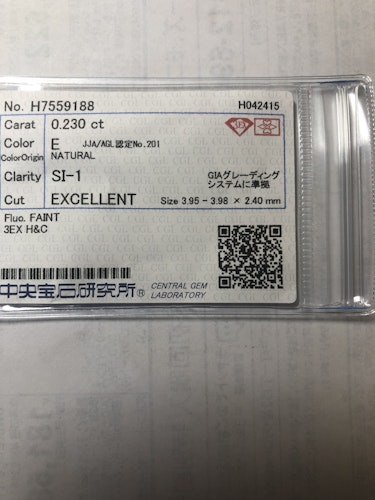 No. H7559188 H042415
Carat 0.230 ct
Color E JJA/AGL認定No.201
ColorOrigin NATURAL
Clarity SI-1 GIAグレーディング
システムに準拠
Cut EXCELLENT Size 3.95 - 3.98 × 2.40 mm
Fluo. FAINT
3EX H&C
中央宝石研究所® CENTRAL GEM
LABORATORY